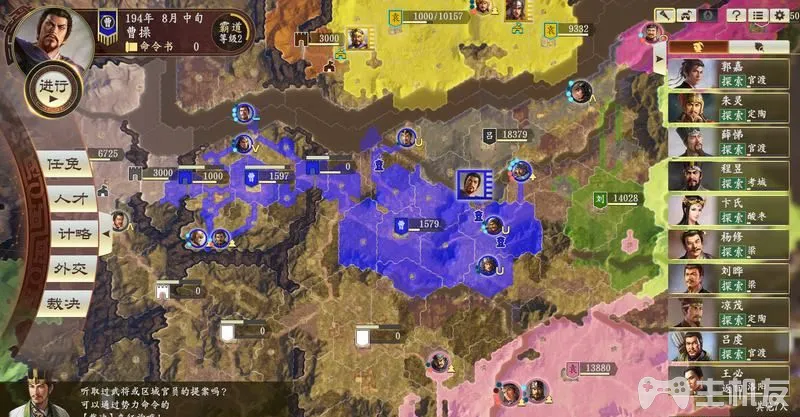 194年 8月 中旬
曹操
命令书 0
霸道
等级2
进行
任免
人才
计略
外交
裁决
1000/10157
袁
9332
3000
6725
3000
1000
1597
0
吕
18379
刘
14028
1579
0
0
0
13880
郭嘉
探索 官渡
朱灵
探索 定陶
薛悌
探索 官渡
程昱
探索 考城
卞氏
探索 酸枣
杨修
探索 梁
刘晔
探索 梁
凉茂
探索 定陶
吕虔
探索 官渡
王必
听取过武将或区域官员的提案吗?
可以通过势力命令的
主机友